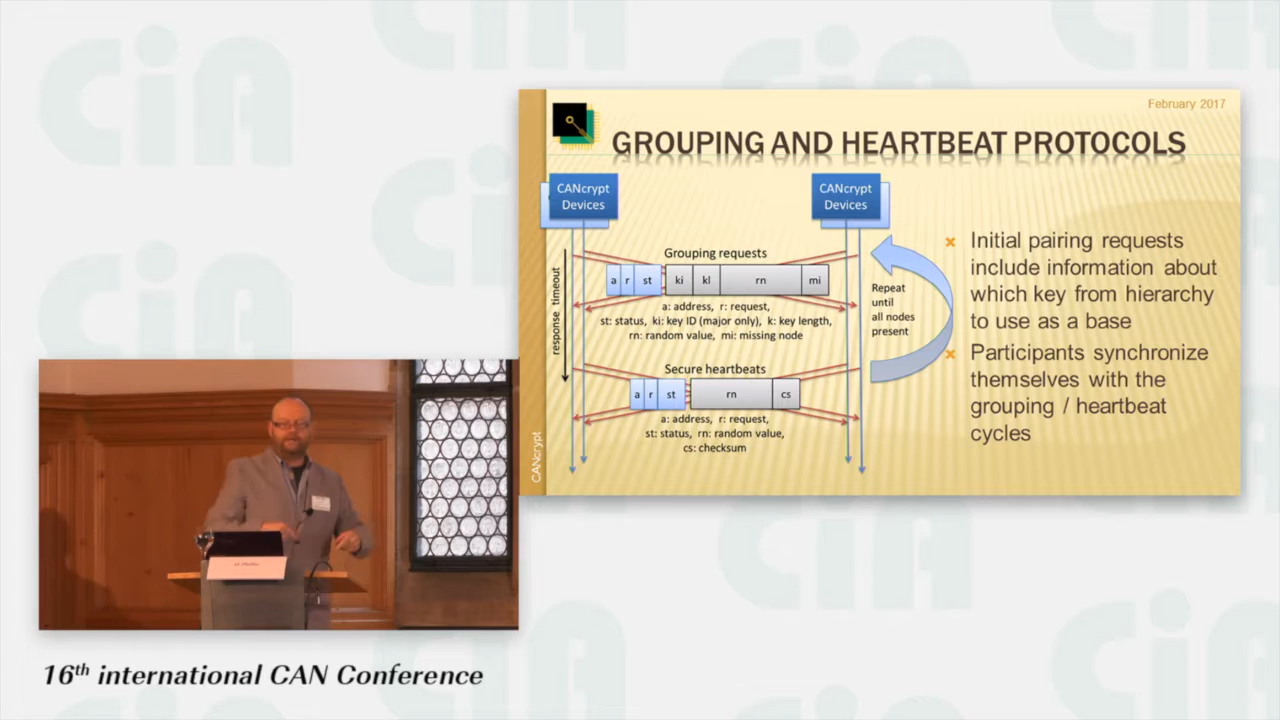 CiA
February 2017
GROUPING AND HEARTBEAT PROTOCOLS
CANcrypt
Devices
CANcrypt
Devices
Grouping requests
a r st ki kl rn mi
a: address, r: request,
st: status, ki: key ID (major only), k: key length,
rn: random value, mi: missing node
response timeout
Secure heartbeats
a r st rn cs
a: address, r: request,
st: status, rn: random value,
cs: checksum
Repeat
until
all nodes
present
Initial pairing requests
include information about
which key from hierarchy
to use as a base
Participants synchronize
themselves with the
grouping / heartbeat
cycles
CANcrypt
16th international CAN Conference